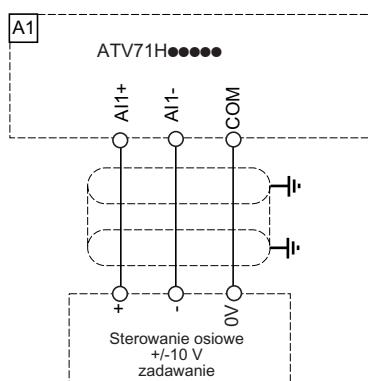 A1
ATV71H●●●●●
AI1+ AI1- COM
+ - 0V
Sterowanie osiowe
+/-10 V
zadawanie